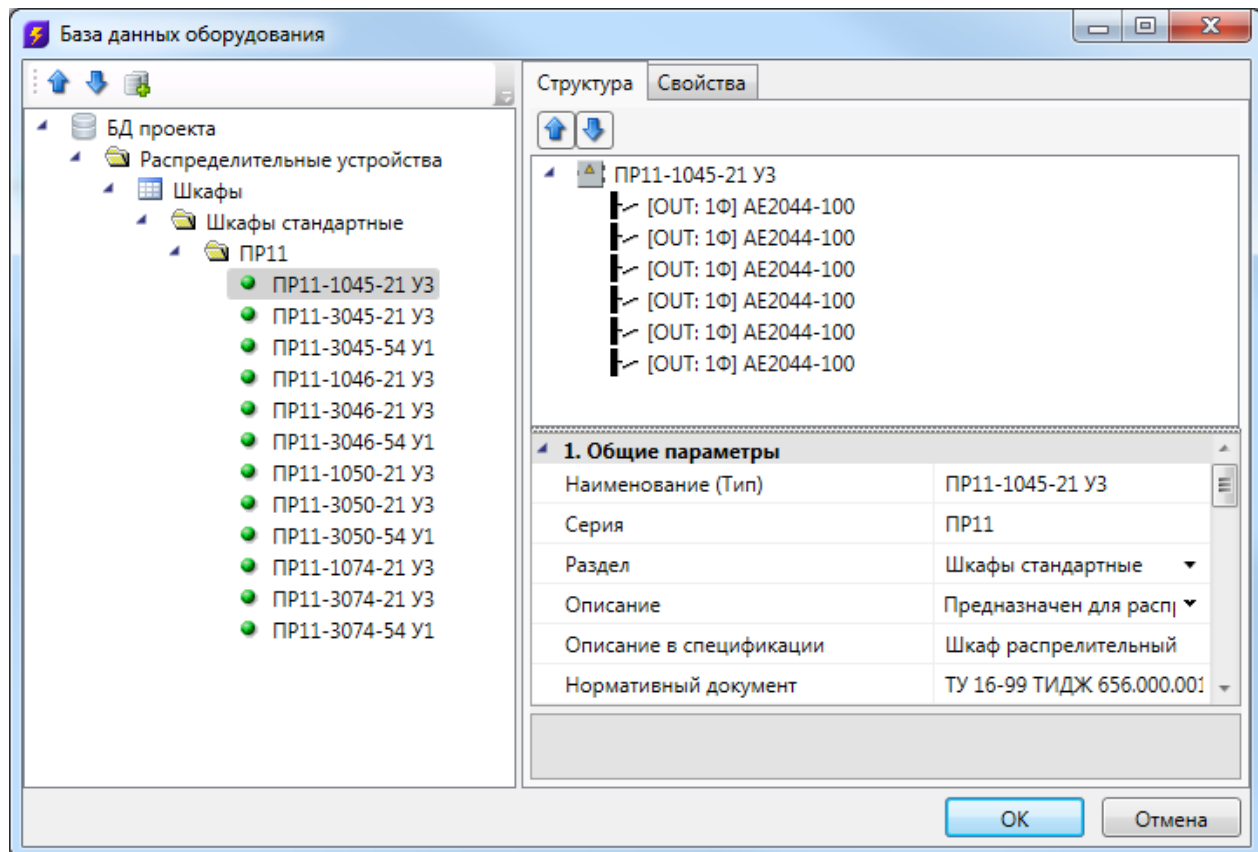 База данных оборудования
БД проекта
Распределительные устройства
Шкафы
Шкафы стандартные
ПР11
ПР11-1045-21 У3
ПР11-3045-21 У3
ПР11-3045-54 У1
ПР11-1046-21 У3
ПР11-3046-21 У3
ПР11-3046-54 У1
ПР11-1050-21 У3
ПР11-3050-21 У3
ПР11-3050-54 У1
ПР11-1074-21 У3
ПР11-3074-21 У3
ПР11-3074-54 У1
Структура Свойства
ПР11-1045-21 У3
[OUT: 1Ф] АЕ2044-100
[OUT: 1Ф] АЕ2044-100
[OUT: 1Ф] АЕ2044-100
[OUT: 1Ф] АЕ2044-100
[OUT: 1Ф] АЕ2044-100
[OUT: 1Ф] АЕ2044-100
1. Общие параметры
Наименование (Тип) ПР11-1045-21 У3
Серия ПР11
Раздел Шкафы стандартные
Описание Предназначен для распр
Описание в спецификации Шкаф распрелительный
Нормативный документ ТУ 16-99 ТИДЖ 656.000.001
ОК Отмена